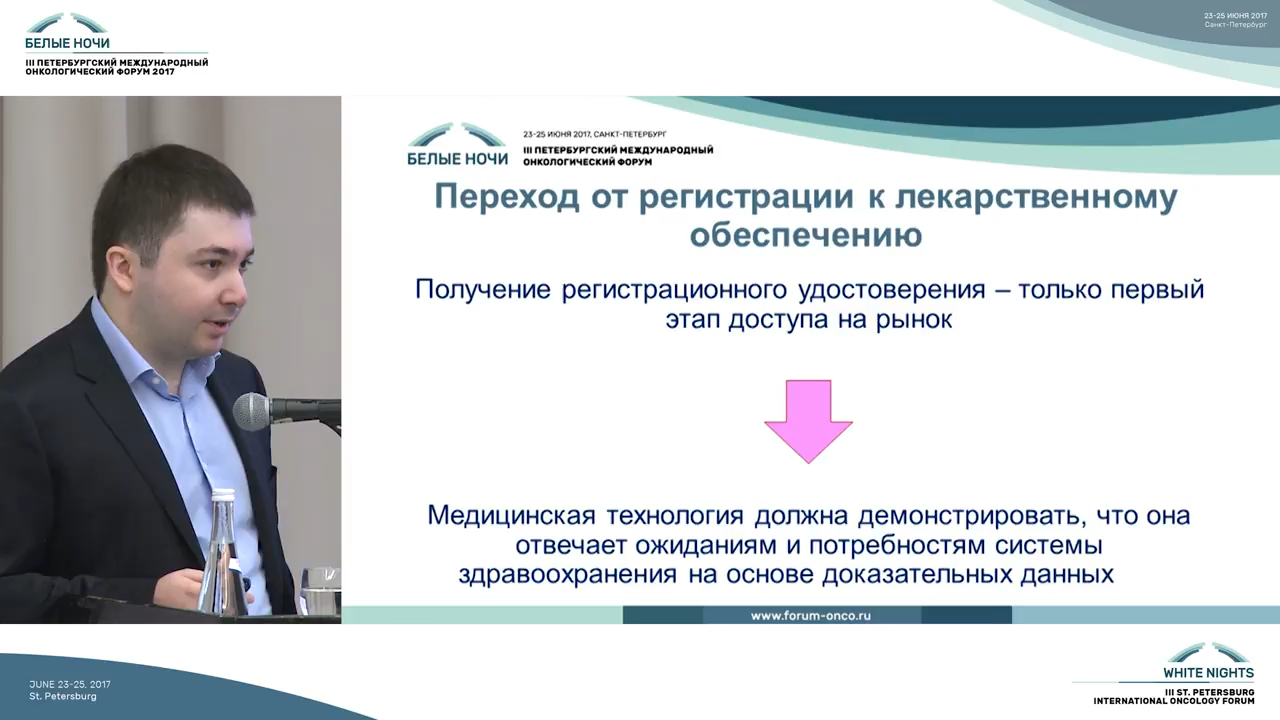 БЕЛЫЕ НОЧИ
III ПЕТЕРБУРГСКИЙ МЕЖДУНАРОДНЫЙ
ОНКОЛОГИЧЕСКИЙ ФОРУМ 2017
23-25 ИЮНЯ 2017
Санкт-Петербург
БЕЛЫЕ НОЧИ
23-25 ИЮНЯ 2017, САНКТ-ПЕТЕРБУРГ
III ПЕТЕРБУРГСКИЙ МЕЖДУНАРОДНЫЙ
ОНКОЛОГИЧЕСКИЙ ФОРУМ
Переход от регистрации к лекарственному
обеспечению
Получение регистрационного удостоверения – только первый
этап доступа на рынок
Медицинская технология должна демонстрировать, что она
отвечает ожиданиям и потребностям системы
здравоохранения на основе доказательных данных
www.forum-onco.ru
JUNE 23-25, 2017
St. Petersburg
WHITE NIGHTS
III ST. PETERSBURG
INTERNATIONAL ONCOLOGY FORUM